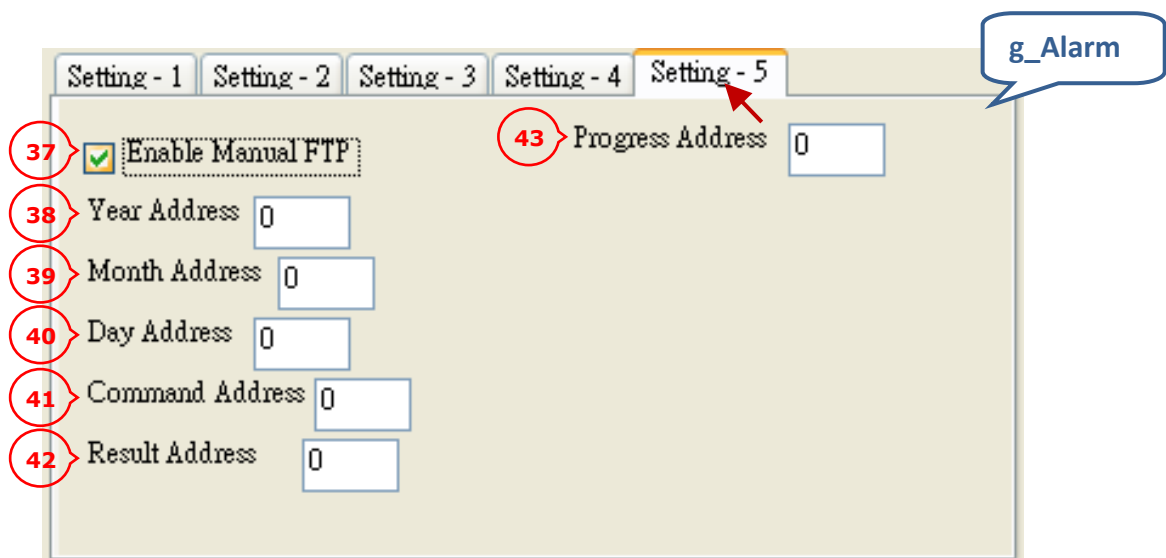 g_Alarm
Setting - 1 Setting - 2 Setting - 3 Setting - 4 Setting - 5
37 Enable Manual FTP
43 Progress Address 0
38 Year Address 0
39 Month Address 0
40 Day Address 0
41 Command Address 0
42 Result Address 0